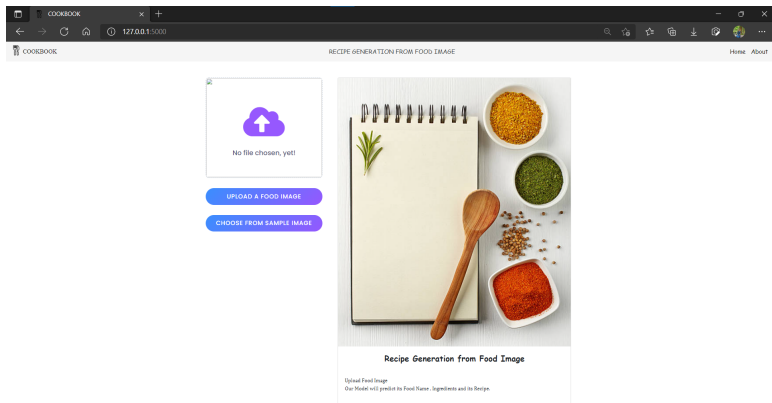 COOKBOOK
127.0.0.1:5000
COOKBOOK
RECIPE GENERATION FROM FOOD IMAGE
Home About
No file chosen, yet!
UPLOAD A FOOD IMAGE
CHOOSE FROM SAMPLE IMAGE
Recipe Generation from Food Image
Upload Food Image
Our Model will predict its Food Name , Ingredients and its Recipe